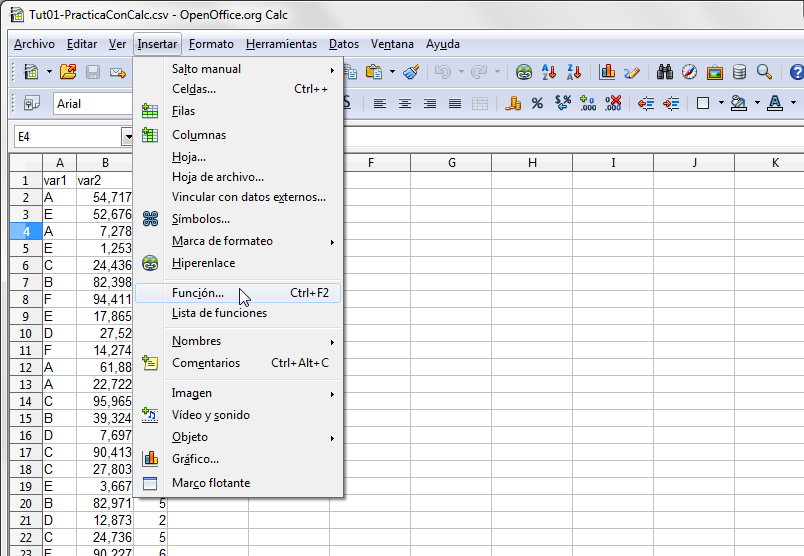 Tut01-PracticaConCalc.csv - OpenOffice.org Calc
Archivo Editar Ver Insertar Formato Herramientas Datos Ventana Ayuda
Arial
E4
Salto manual
Celdas... Ctrl++
Filas
Columnas
Hoja...
Hoja de archivo...
Vincular con datos externos...
Símbolos...
Marca de formateo
Hiperenlace
Función... Ctrl+F2
Lista de funciones
Nombres
Comentarios Ctrl+Alt+C
Imagen
Vídeo y sonido
Objeto
Gráfico...
Marco flotante
A B F G H I J K
1 var1 var2
2 A 54,717
3 E 52,676
4 A 7,278
5 E 1,253
6 C 24,436
7 B 82,398
8 F 94,411
9 E 17,865
10 D 27,52
11 F 14,274
12 A 61,88
13 A 22,722
14 C 95,965
15 B 39,324
16 D 7,697
17 C 90,413
18 C 27,803
19 E 3,667
20 B 82,971 5
21 D 12,873 2
22 C 24,736 5
23 E 90,227 6